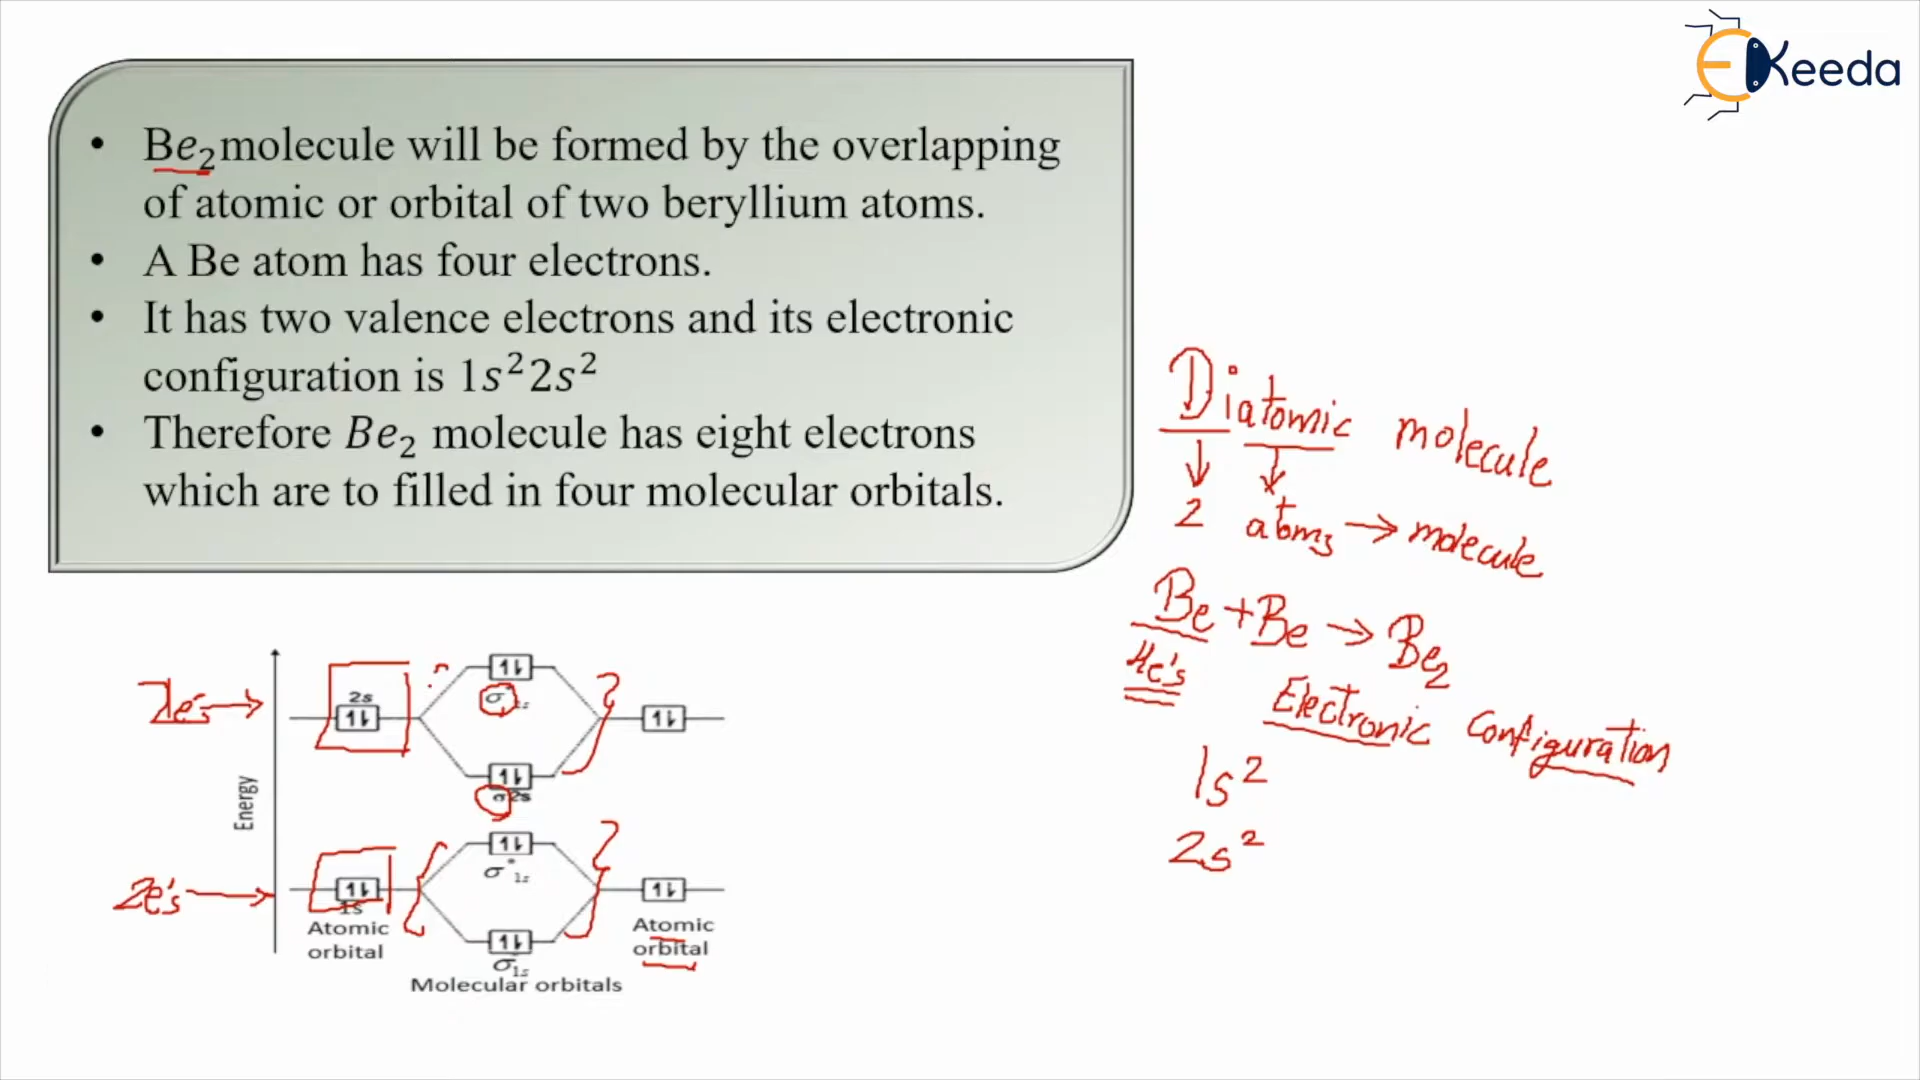 EKeeda
• Be₂ molecule will be formed by the overlapping
of atomic or orbital of two beryllium atoms.
• A Be atom has four electrons.
• It has two valence electrons and its electronic
configuration is 1s²2s²
• Therefore Be₂ molecule has eight electrons
which are to filled in four molecular orbitals.
Diatomic molecule
2 atoms → molecule
Be + Be → Be₂
4e's
Electronic Configuration
1s²
2s²
2e's →
2s
σ
σ 2s
Energy
σ* 1s
2e's →
1s
Atomic
orbital
Atomic
orbital
σ1s
Molecular orbitals